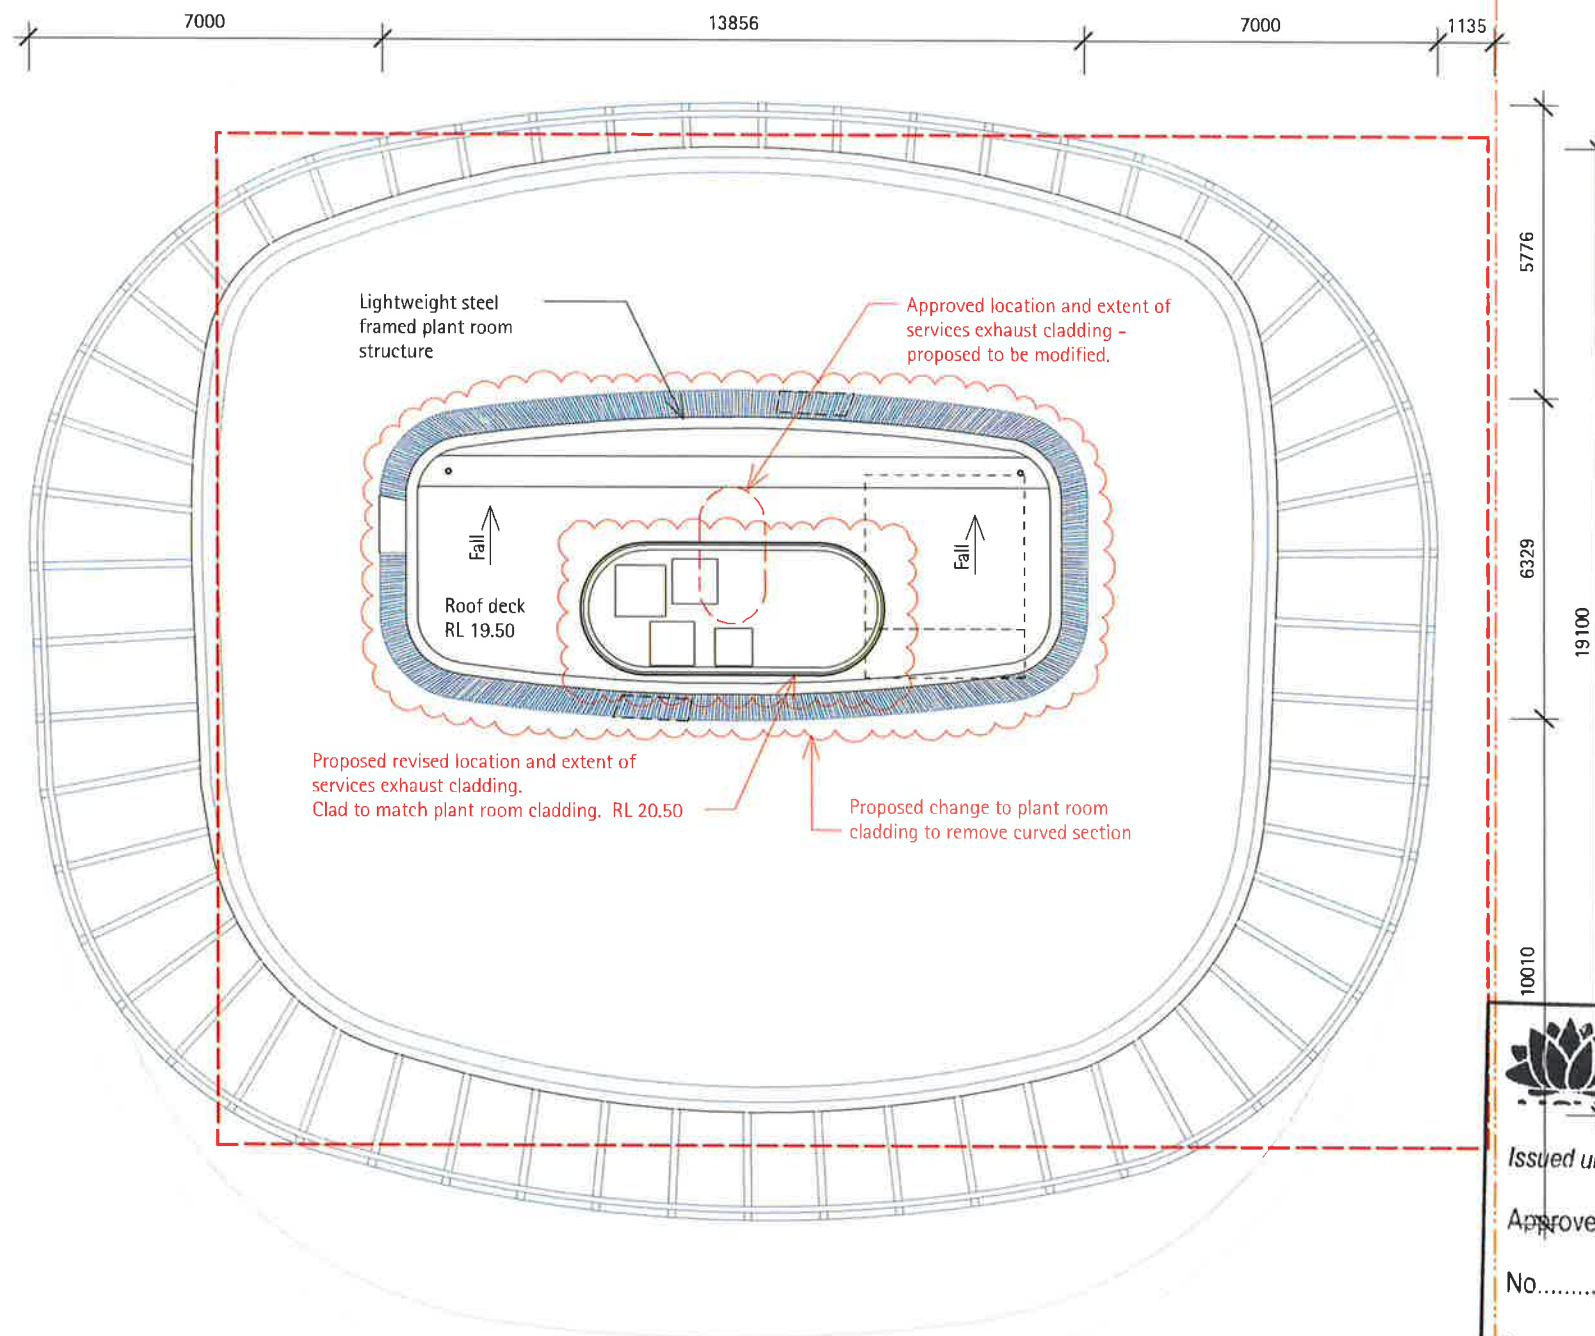 7000
13856
7000
1135
5776
6329
19100
10010
Lightweight steel
framed plant room
structure
Approved location and extent of
services exhaust cladding -
proposed to be modified.
Fall
Fall
Roof deck
RL 19.50
Proposed revised location and extent of
services exhaust cladding.
Clad to match plant room cladding. RL 20.50
Proposed change to plant room
cladding to remove curved section
Issued
No..........